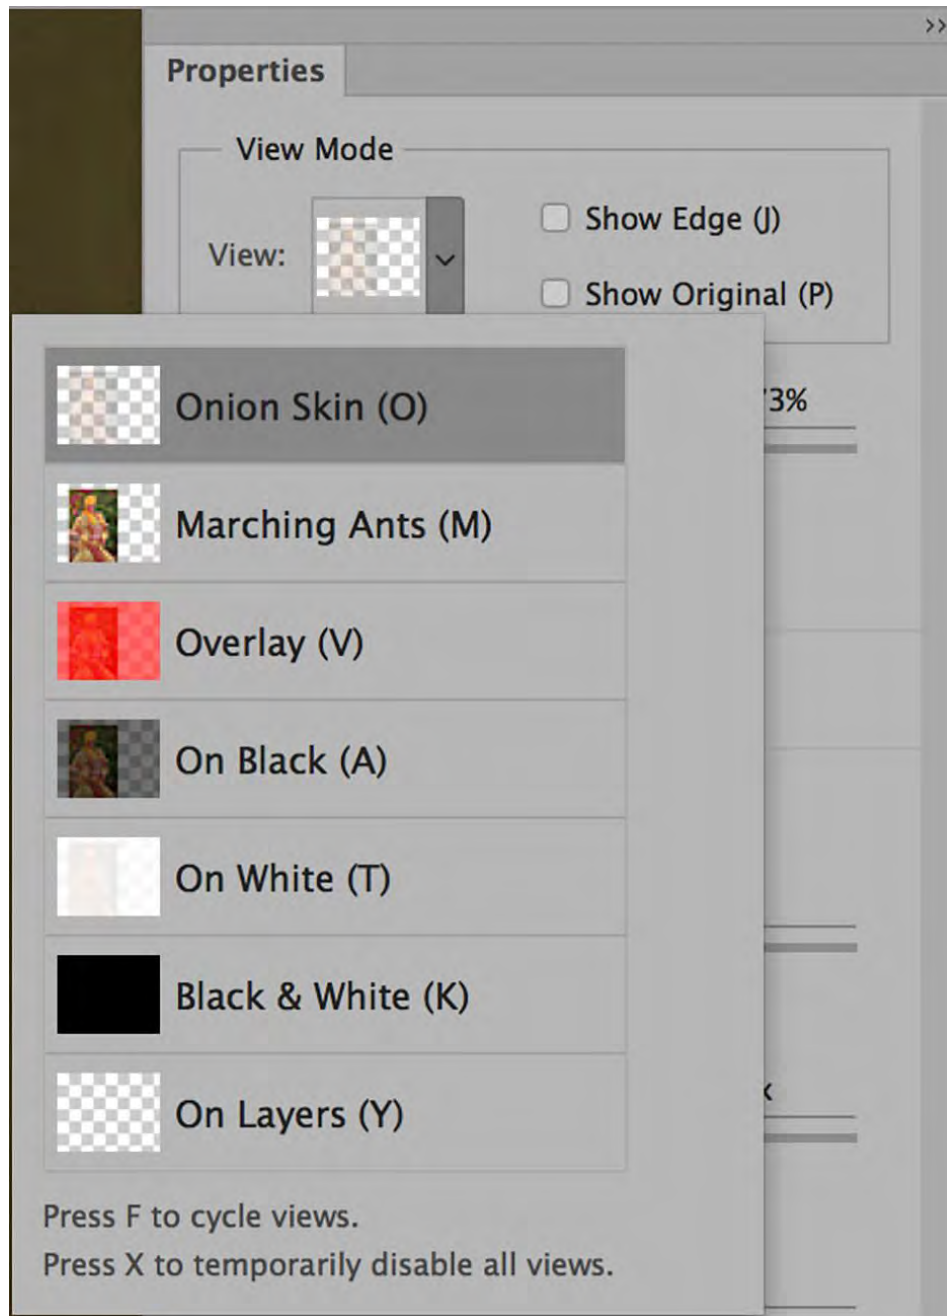 >>
Properties
View Mode
View:
Show Edge (J)
Show Original (P)
3%
Onion Skin (O)
Marching Ants (M)
Overlay (V)
On Black (A)
On White (T)
Black & White (K)
On Layers (Y)
Press F to cycle views.
Press X to temporarily disable all views.